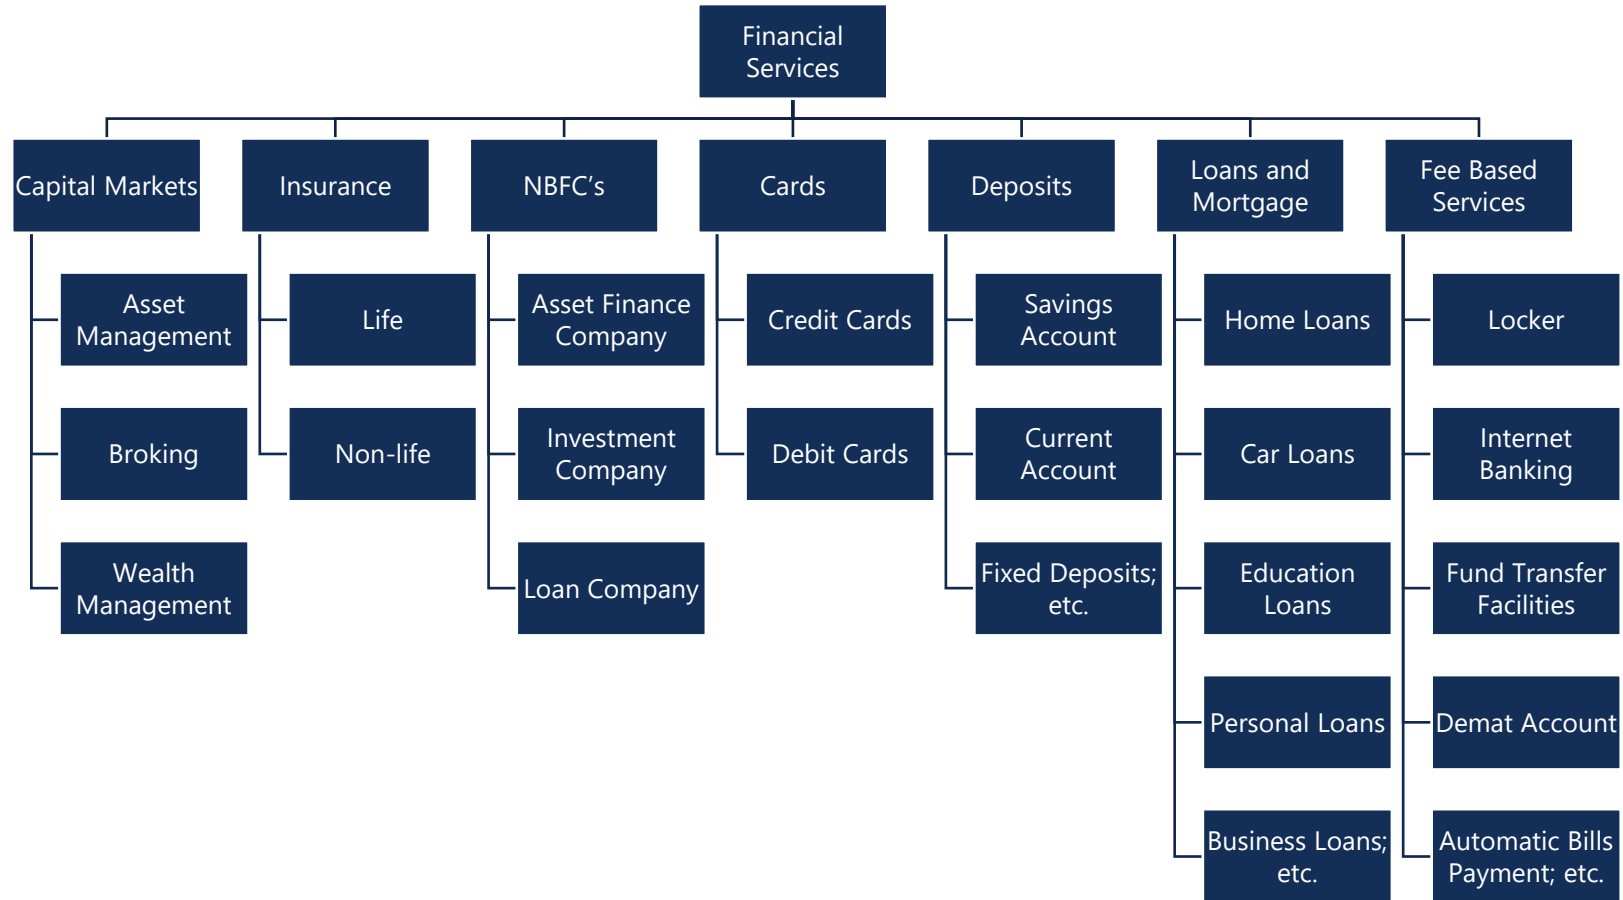 Financial
Services
Capital Markets
Insurance
NBFC’s
Cards
Deposits
Loans and
Mortgage
Fee Based
Services
Asset
Management
Broking
Wealth
Management
Life
Non-life
Asset Finance
Company
Investment
Company
Loan Company
Credit Cards
Debit Cards
Savings
Account
Current
Account
Fixed Deposits;
etc.
Home Loans
Car Loans
Education
Loans
Personal Loans
Business Loans;
etc.
Locker
Internet
Banking
Fund Transfer
Facilities
Demat Account
Automatic Bills
Payment; etc.